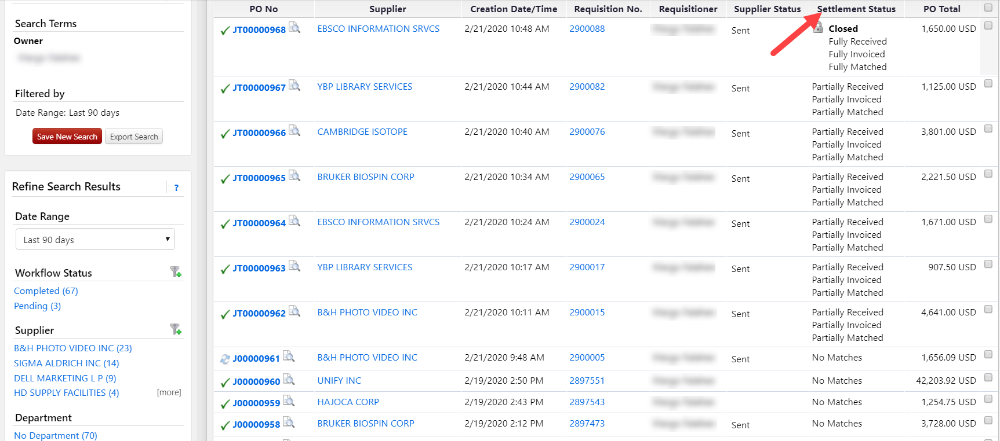 Search Terms
Owner
Filtered by
Date Range: Last 90 days
Save New Search Export Search
Refine Search Results ?
Date Range
Last 90 days
Workflow Status
Completed (67)
Pending (3)
Supplier
B&H PHOTO VIDEO INC (23)
SIGMA ALDRICH INC (14)
DELL MARKETING L P (9)
HD SUPPLY FACILITIES (4) [more]
Department
No Department (70)
PO No Supplier Creation Date/Time Requisition No. Requisitioner Supplier Status Settlement Status PO Total
JT00000968 EBSCO INFORMATION SRVCS 2/21/2020 10:48 AM 2900088 Sent Closed 1,650.00 USD
Fully Received
Fully Invoiced
Fully Matched
JT00000967 YBP LIBRARY SERVICES 2/21/2020 10:44 AM 2900082 Sent Partially Received 1,125.00 USD
Partially Invoiced
Partially Matched
JT00000966 CAMBRIDGE ISOTOPE 2/21/2020 10:40 AM 2900076 Sent Partially Received 3,801.00 USD
Partially Invoiced
Partially Matched
JT00000965 BRUKER BIOSPIN CORP 2/21/2020 10:34 AM 2900065 Sent Partially Received 2,221.50 USD
Partially Invoiced
Partially Matched
JT00000964 EBSCO INFORMATION SRVCS 2/21/2020 10:24 AM 2900024 Sent Partially Received 1,671.00 USD
Partially Invoiced
Partially Matched
JT00000963 YBP LIBRARY SERVICES 2/21/2020 10:17 AM 2900017 Sent Partially Received 907.50 USD
Partially Invoiced
Partially Matched
JT00000962 B&H PHOTO VIDEO INC 2/21/2020 10:11 AM 2900015 Sent Partially Received 4,641.00 USD
Partially Invoiced
Partially Matched
J00000961 B&H PHOTO VIDEO INC 2/21/2020 9:48 AM 2900005 Sent No Matches 1,656.09 USD
J00000960 UNIFY INC 2/19/2020 2:50 PM 2897551 No Matches 42,203.92 USD
J00000959 HAJOCA CORP 2/19/2020 2:43 PM 2897543 No Matches 1,254.75 USD
J00000958 BRUKER BIOSPIN CORP 2/19/2020 2:12 PM 2897473 Sent No Matches 3,728.00 USD